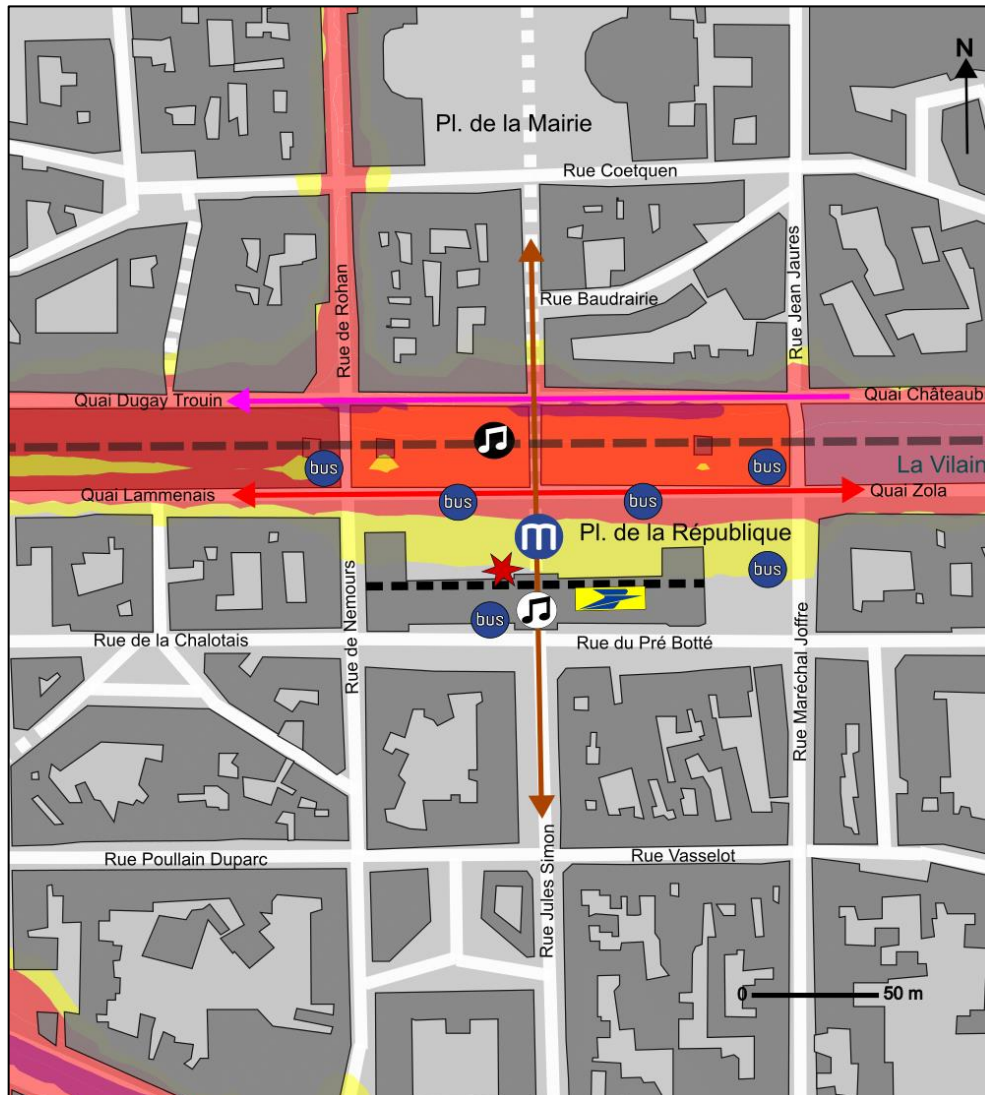 N
Pl. de la Mairie
Rue Coetquen
Rue Jean Jaures
Rue de Rohan
Rue Baudrairie
Quai Dugay Trouin
Quai Châteaub
La Vilain
bus
bus
Quai Lammenais
bus
bus
Quai Zola
m
Pl. de la République
bus
bus
Rue de la Chalotais
Rue de Nemours
Rue du Pré Botté
Rue Maréchal Joffre
Rue Poullain Duparc
Rue Jules Simon
Rue Vasselot
0 50 m